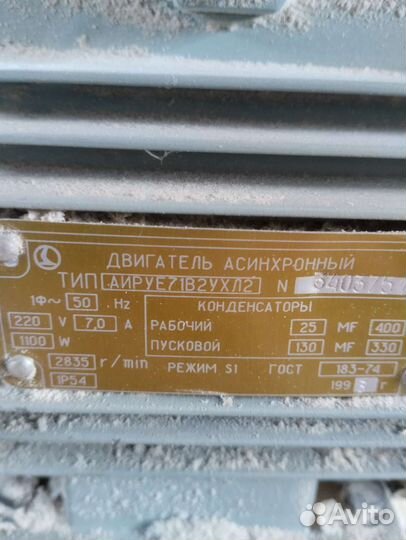 ДВИГАТЕЛЬ АСИНХРОННЫЙ
ТИП АИРУЕ71В2УХЛ2 N
1Ф~ 50 Hz КОНДЕНСАТОРЫ
220 V 7,0 A РАБОЧИЙ 25 MF 400
1100 W ПУСКОВОЙ 130 MF 330
2835 r/min РЕЖИМ S1 ГОСТ 183-74
IP54 199 г
Avito